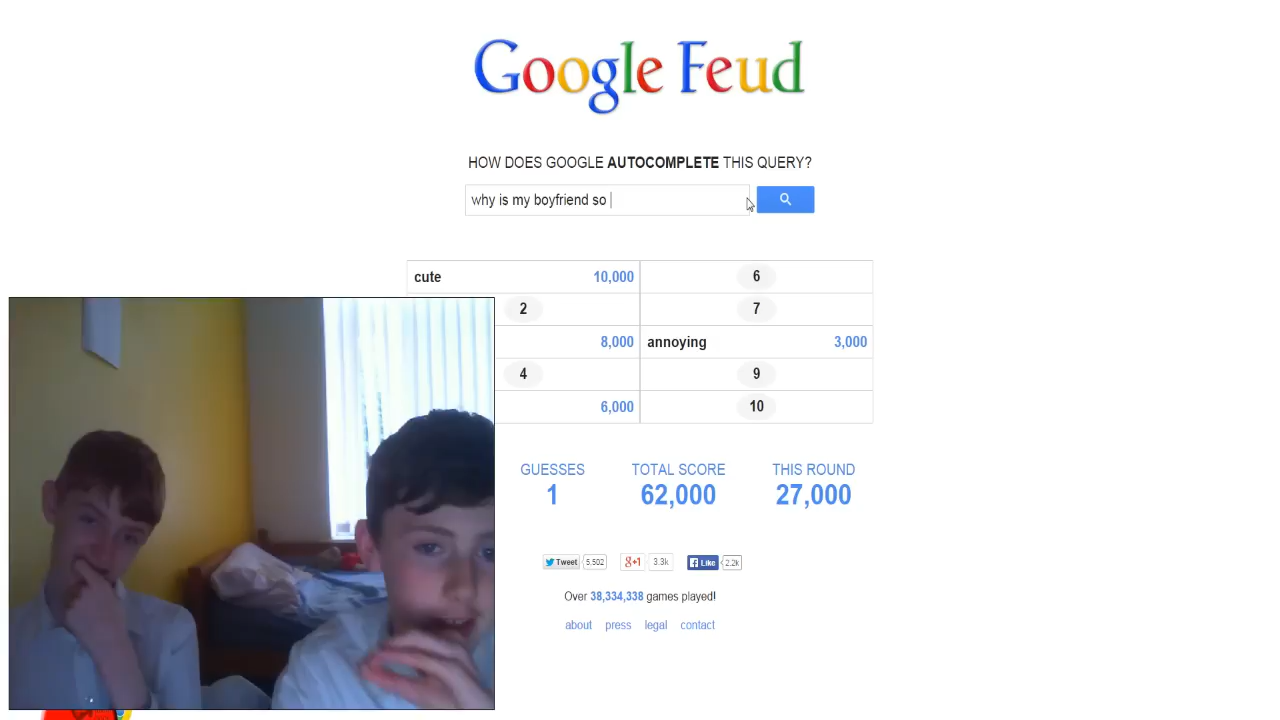 Google Feud
HOW DOES GOOGLE AUTOCOMPLETE THIS QUERY?
why is my boyfriend so
cute 10,000 6
2 7
8,000 annoying 3,000
4 9
6,000 10
GUESSES TOTAL SCORE THIS ROUND
1 62,000 27,000
Tweet 5,502 g+1 3.3k Like 2.2k
Over 38,334,338 games played!
about press legal contact